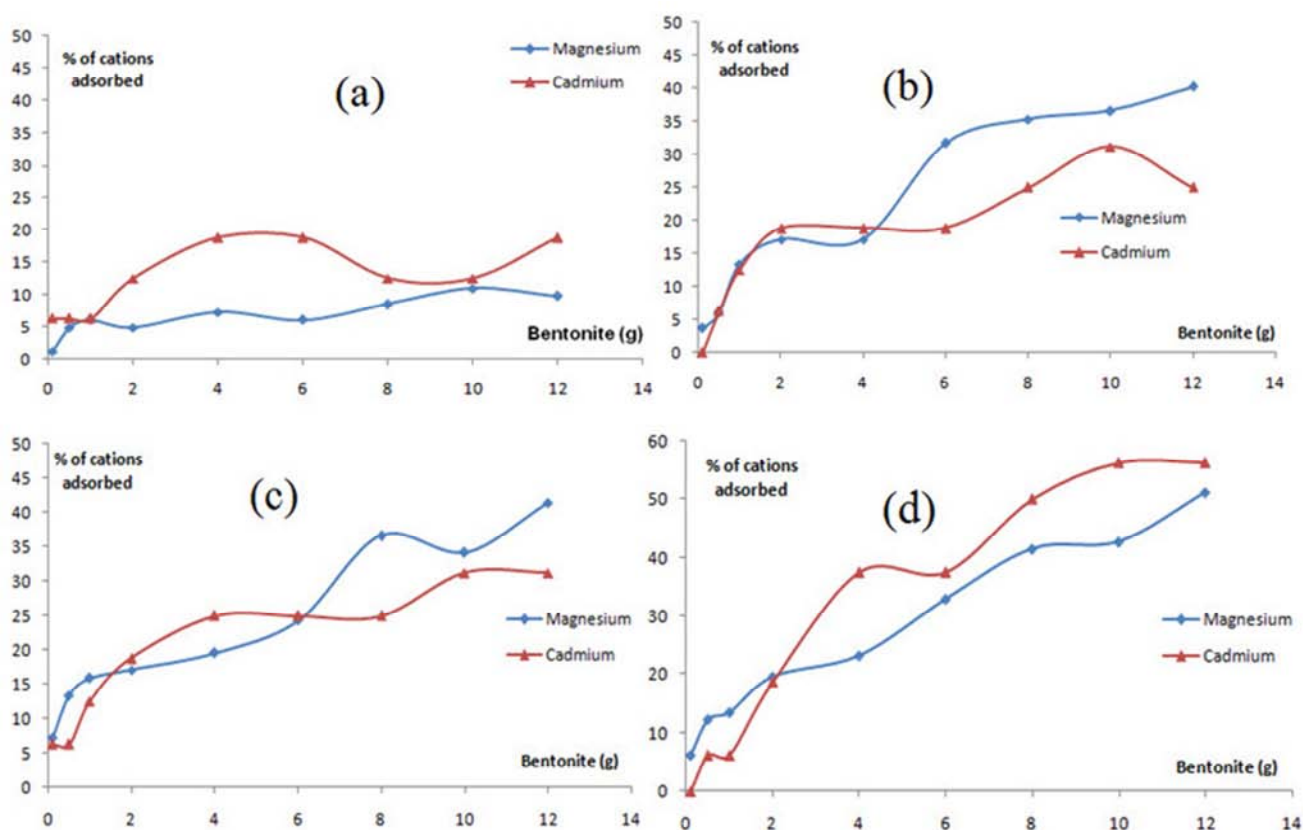 50
% of cations
adsorbed
Magnesium
Cadmium
(a)
45
40
35
30
25
20
15
10
5
0
Bentonite (g)
0 2 4 6 8 10 12 14
50
% of cations
adsorbed
(b)
45
40
35
30
25
20
15
10
5
0
Magnesium
Cadmium
Bentonite (g)
0 2 4 6 8 10 12 14
50
% of cations
adsorbed
(c)
45
40
35
30
25
20
15
10
5
0
Magnesium
Cadmium
Bentonite (g)
0 2 4 6 8 10 12 14
60
% of cations
adsorbed
(d)
50
40
30
20
10
0
Magnesium
Cadmium
Bentonite (g)
0 2 4 6 8 10 12 14